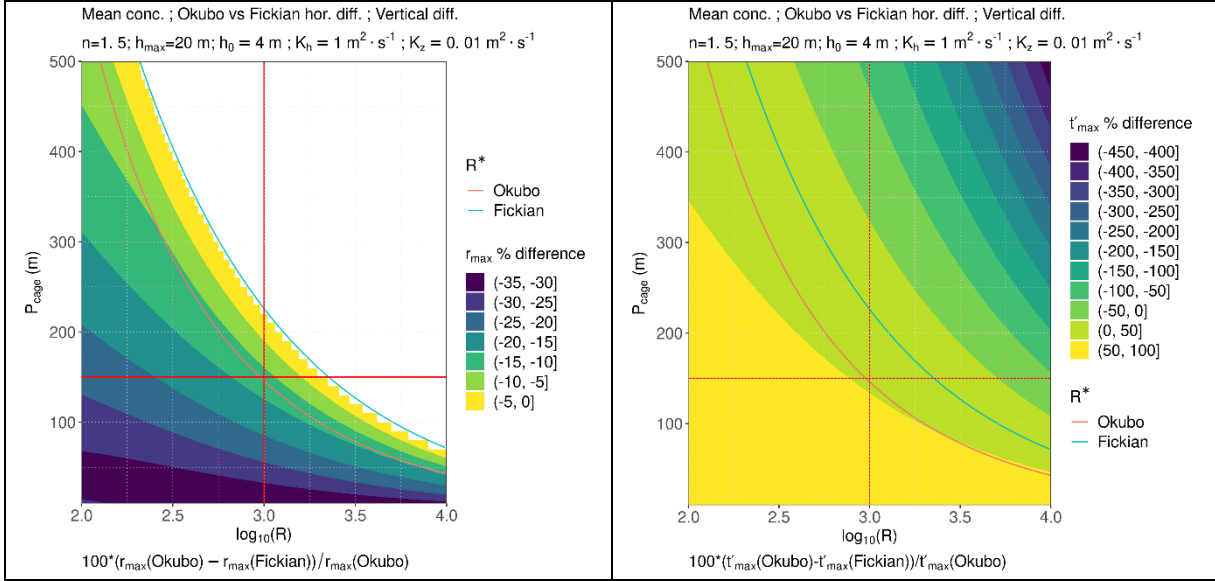 Mean conc. ; Okubo vs Fickian hor. diff. ; Vertical diff.
n=1. 5; hmax=20 m; h0 = 4 m ; Kh = 1 m² · s⁻¹ ; Kz = 0. 01 m² · s⁻¹
500
400
300
200
100
Pcage (m)
2.0
2.5
3.0
3.5
4.0
log10(R)
100*(rmax(Okubo) − rmax(Fickian))/rmax(Okubo)
R*
Okubo
Fickian
rmax % difference
(-35, -30]
(-30, -25]
(-25, -20]
(-20, -15]
(-15, -10]
(-10, -5]
(-5, 0]
Mean conc. ; Okubo vs Fickian hor. diff. ; Vertical diff.
n=1. 5; hmax=20 m; h0 = 4 m ; Kh = 1 m² · s⁻¹ ; Kz = 0. 01 m² · s⁻¹
500
400
300
200
100
Pcage (m)
2.0
2.5
3.0
3.5
4.0
log10(R)
100*(t′max(Okubo)-t′max(Fickian))/t′max(Okubo)
t′max % difference
(-450, -400]
(-400, -350]
(-350, -300]
(-300, -250]
(-250, -200]
(-200, -150]
(-150, -100]
(-100, -50]
(-50, 0]
(0, 50]
(50, 100]
R*
Okubo
Fickian